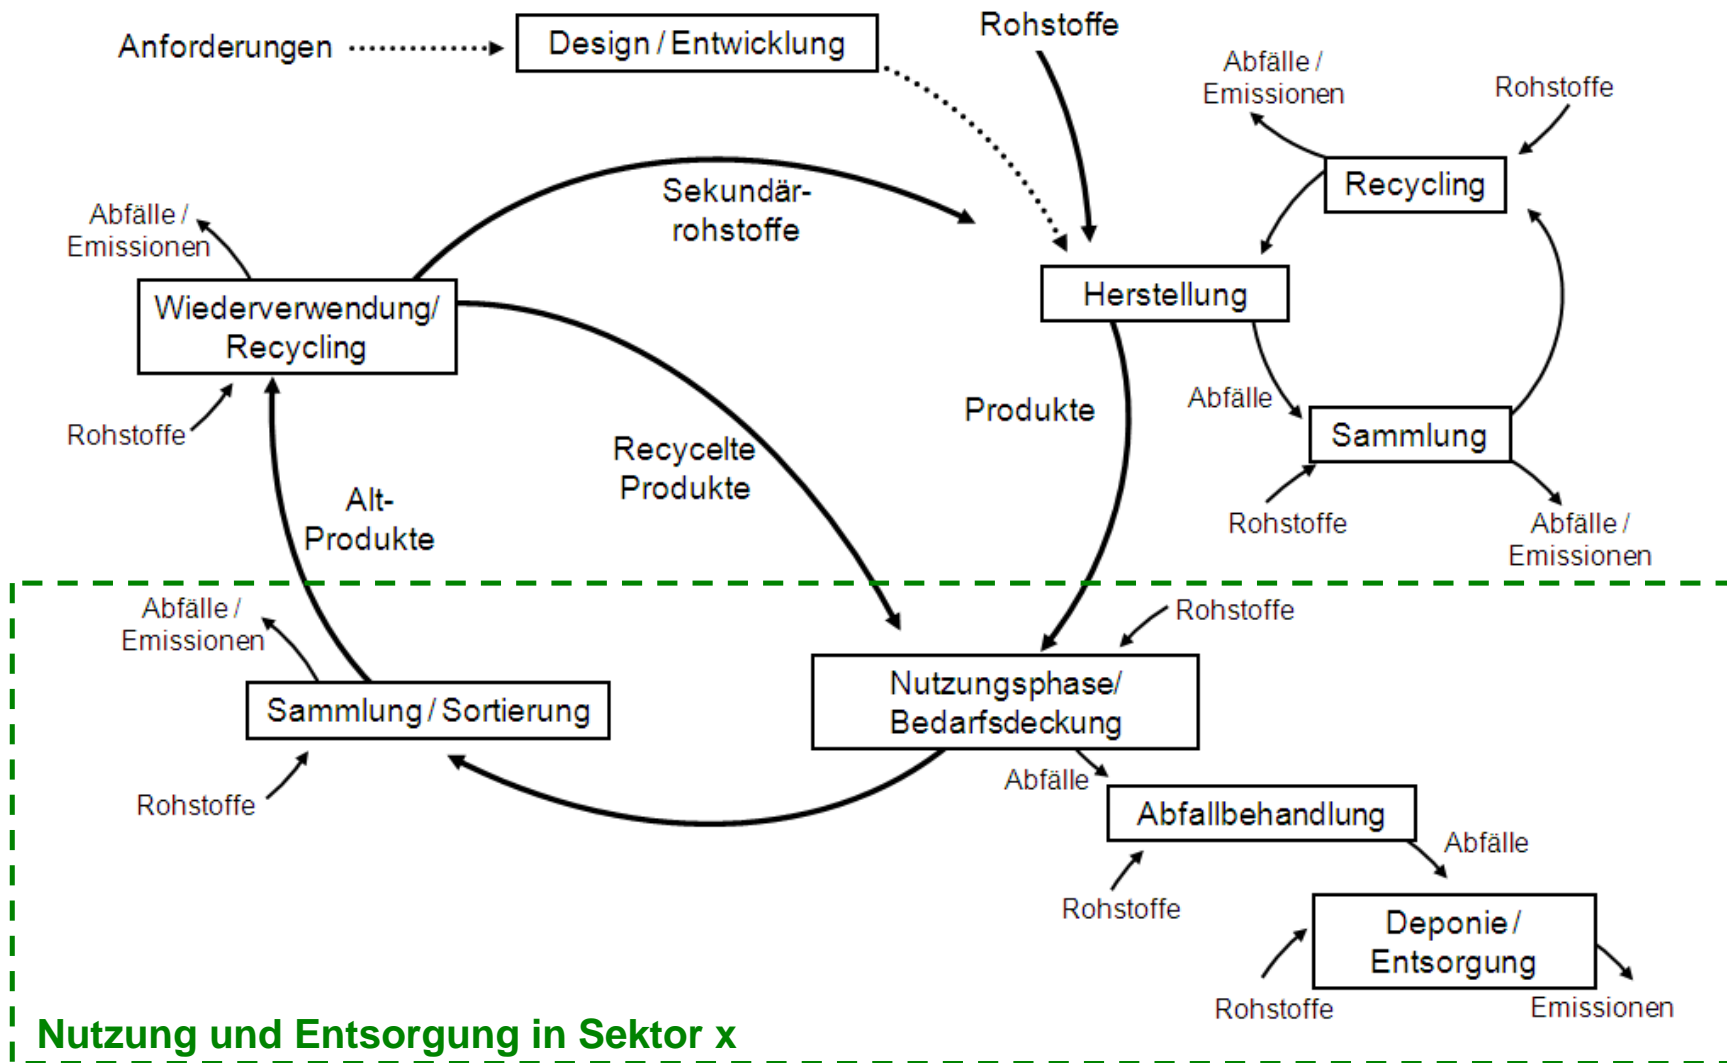 Anforderungen
Design / Entwicklung
Rohstoffe
Abfälle /
Emissionen
Rohstoffe
Recycling
Sekundär-
rohstoffe
Abfälle /
Emissionen
Wiederverwendung/
Recycling
Herstellung
Rohstoffe
Produkte
Abfälle
Sammlung
Recycelte
Produkte
Alt-
Produkte
Rohstoffe
Abfälle /
Emissionen
Abfälle /
Emissionen
Rohstoffe
Sammlung / Sortierung
Nutzungsphase/
Bedarfsdeckung
Rohstoffe
Abfälle
Abfallbehandlung
Abfälle
Rohstoffe
Deponie /
Entsorgung
Rohstoffe
Emissionen
Nutzung und Entsorgung in Sektor x